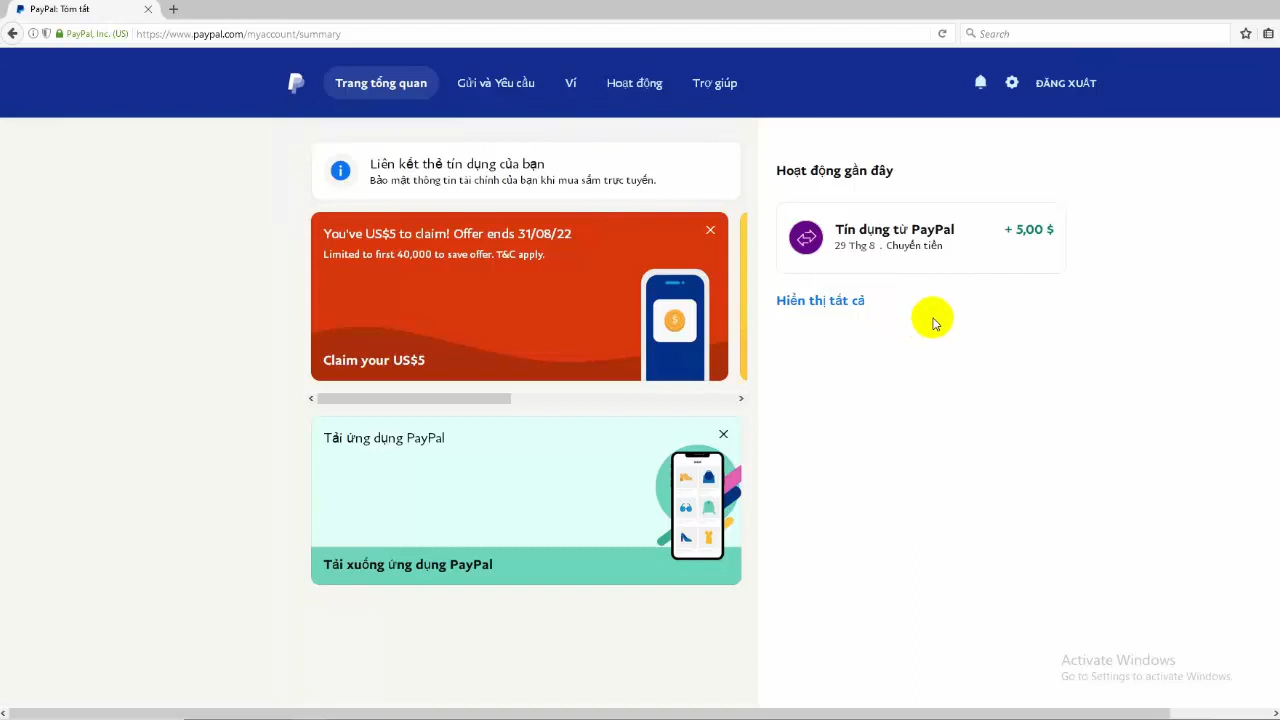 PayPal: Tóm tắt
PayPal, Inc. (US)
https://www.paypal.com/myaccount/summary
Search
Trang tổng quan
Gửi và Yêu cầu
Ví
Hoạt động
Trợ giúp
ĐĂNG XUẤT
Liên kết thẻ tín dụng của bạn
Bảo mật thông tin tài chính của bạn khi mua sắm trực tuyến.
You've US$5 to claim! Offer ends 31/08/22
Limited to first 40,000 to save offer. T&C apply.
Claim your US$5
Tải ứng dụng PayPal
Tải xuống ứng dụng PayPal
Hoạt động gần đây
Tín dụng từ PayPal
+ 5,00 $
29 Thg 8 . Chuyển tiền
Hiển thị tất cả
Activate Windows
Go to Settings to activate Windows.